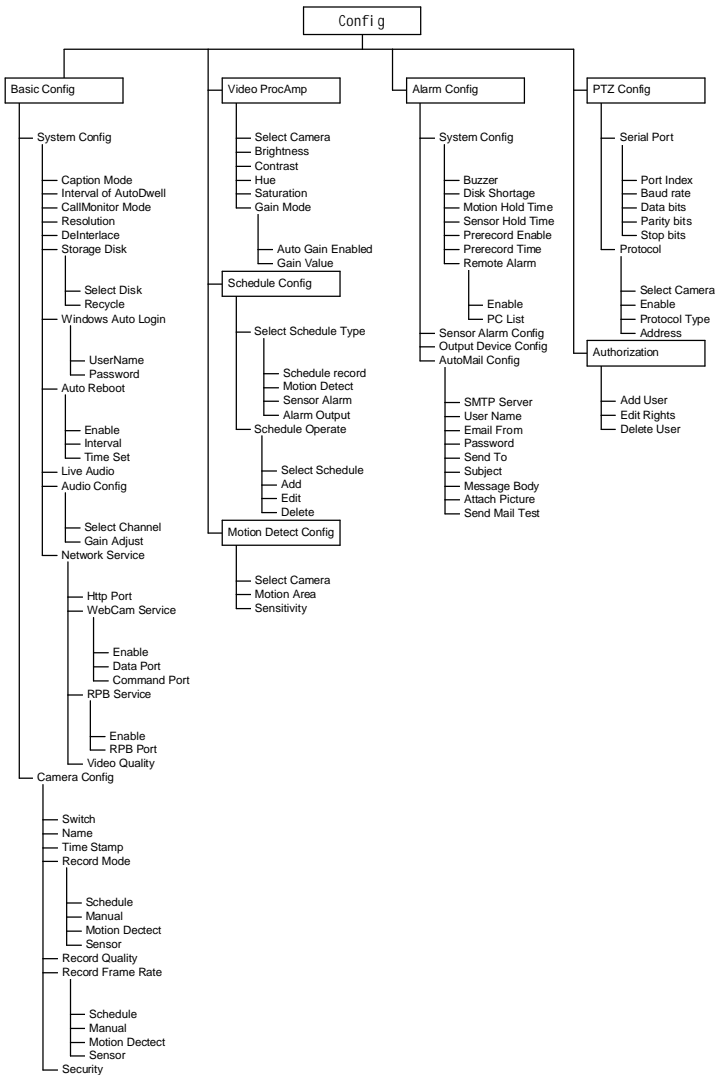 Config
Basic Config
System Config
Caption Mode
Interval of AutoDwell
CallMonitor Mode
Resolution
DeInterlace
Storage Disk
Select Disk
Recycle
Windows Auto Login
UserName
Password
Auto Reboot
Enable
Interval
Time Set
Live Audio
Audio Config
Select Channel
Gain Adjust
Network Service
Http Port
WebCam Service
Enable
Data Port
Command Port
RPB Service
Enable
RPB Port
Video Quality
Camera Config
Switch
Name
Time Stamp
Record Mode
Schedule
Manual
Motion Dectect
Sensor
Record Quality
Record Frame Rate
Schedule
Manual
Motion Dectect
Sensor
Security
Video ProcAmp
Select Camera
Brightness
Contrast
Hue
Saturation
Gain Mode
Auto Gain Enabled
Gain Value
Schedule Config
Select Schedule Type
Schedule record
Motion Detect
Sensor Alarm
Alarm Output
Schedule Operate
Select Schedule
Add
Edit
Delete
Motion Detect Config
Select Camera
Motion Area
Sensitivity
Alarm Config
System Config
Buzzer
Disk Shortage
Motion Hold Time
Sensor Hold Time
Prerecord Enable
Prerecord Time
Remote Alarm
Enable
PC List
Sensor Alarm Config
Output Device Config
AutoMail Config
SMTP Server
User Name
Email From
Password
Send To
Subject
Message Body
Attach Picture
Send Mail Test
PTZ Config
Serial Port
Port Index
Baud rate
Data bits
Parity bits
Stop bits
Protocol
Select Camera
Enable
Protocol Type
Address
Authorization
Add User
Edit Rights
Delete User